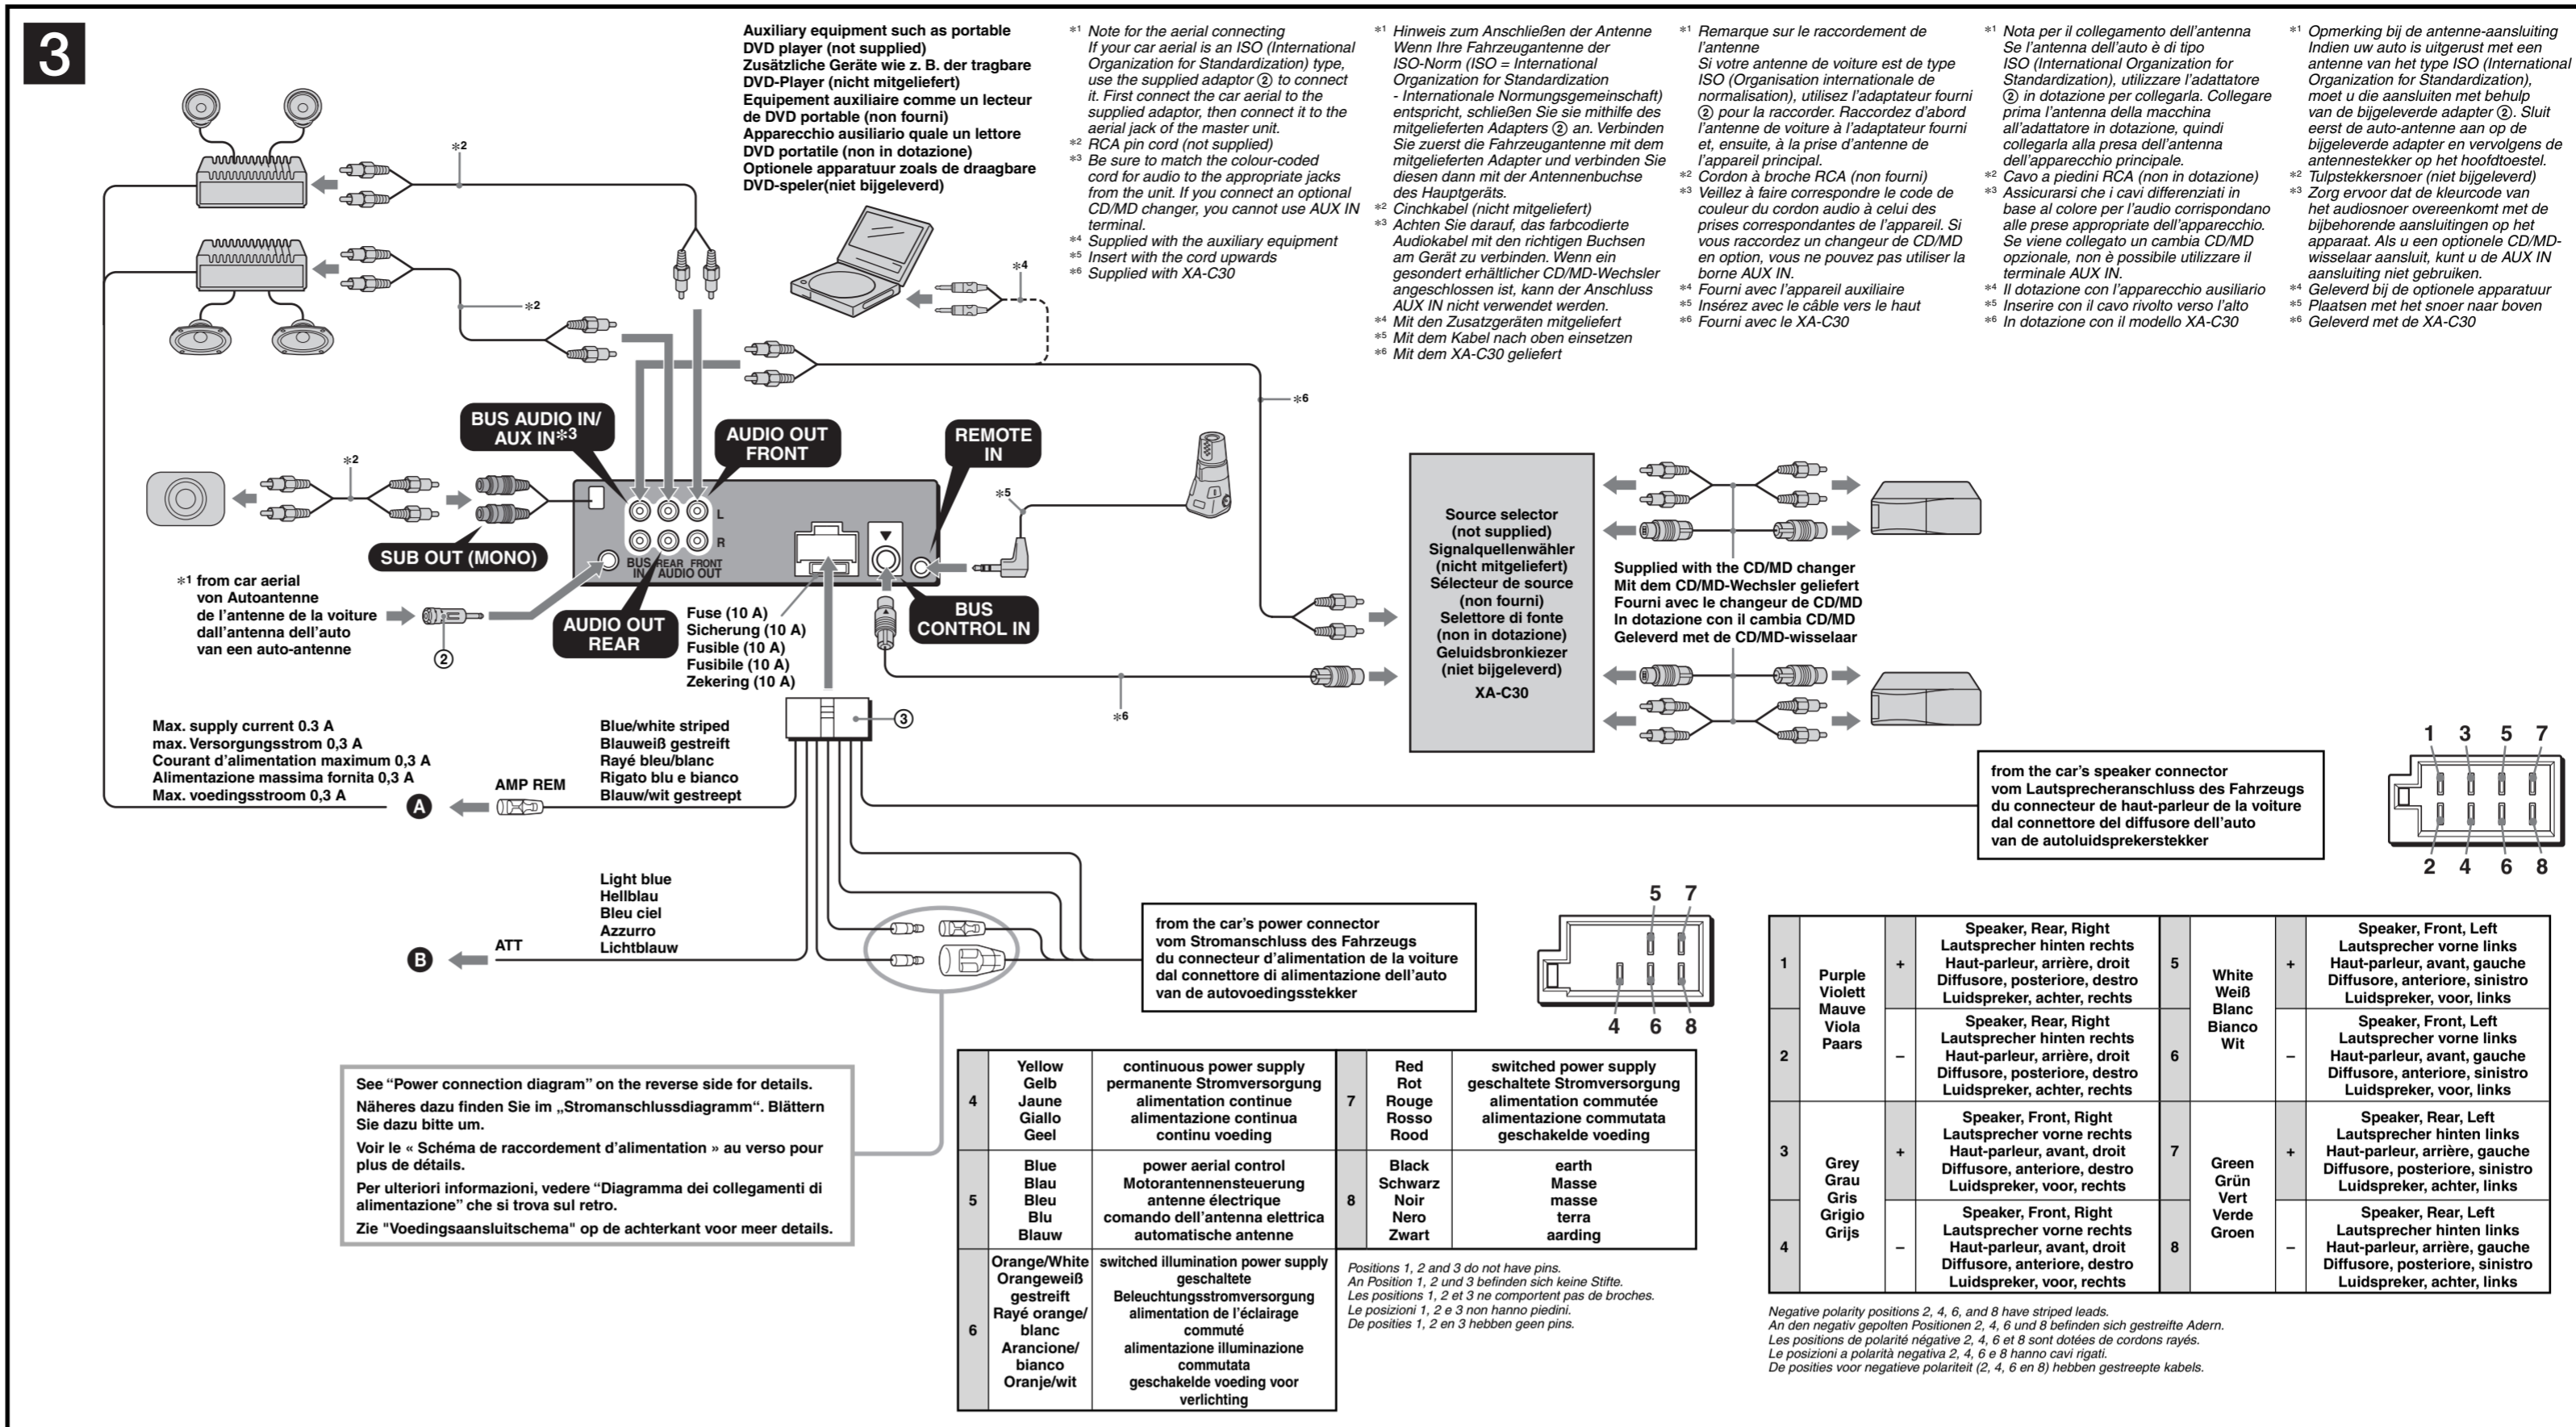 3
Auxiliary equipment such as portable
DVD player (not supplied)
Zusätzliche Geräte wie z. B. der tragbare
DVD-Player (nicht mitgeliefert)
Equipement auxiliaire comme un lecteur
de DVD portable (non fourni)
Apparecchio ausiliario quale un lettore
DVD portatile (non in dotazione)
Optionele apparatuur zoals de draagbare
DVD-speler(niet bijgeleverd)
*1 Note for the aerial connecting
If your car aerial is an ISO (International
Organization for Standardization) type,
use the supplied adaptor ② to connect
it. First connect the car aerial to the
supplied adaptor, then connect it to the
aerial jack of the master unit.
*2 RCA pin cord (not supplied)
*3 Be sure to match the colour-coded
cord for audio to the appropriate jacks
from the unit. If you connect an optional
CD/MD changer, you cannot use AUX IN
terminal.
*4 Supplied with the auxiliary equipment
*5 Insert with the cord upwards
*6 Supplied with XA-C30
*1 Hinweis zum Anschließen der Antenne
Wenn Ihre Fahrzeugantenne der
ISO-Norm (ISO = International
Organization for Standardization
- Internationale Normungsgemeinschaft)
entspricht, schließen Sie sie mithilfe des
mitgelieferten Adapters ② an. Verbinden
Sie zuerst die Fahrzeugantenne mit dem
mitgelieferten Adapter und verbinden Sie
diesen dann mit der Antennenbuchse
des Hauptgeräts.
*2 Cinchkabel (nicht mitgeliefert)
*3 Achten Sie darauf, das farbcodierte
Audiokabel mit den richtigen Buchsen
am Gerät zu verbinden. Wenn ein
gesondert erhältlicher CD/MD-Wechsler
angeschlossen ist, kann der Anschluss
AUX IN nicht verwendet werden.
*4 Mit den Zusatzgeräten mitgeliefert
*5 Mit dem Kabel nach oben einsetzen
*6 Mit dem XA-C30 geliefert
*1 Remarque sur le raccordement de
l'antenne
Si votre antenne de voiture est de type
ISO (Organisation internationale de
normalisation), utilisez l'adaptateur fourni
② pour la raccorder. Raccordez d'abord
l'antenne de voiture à l'adaptateur fourni
et, ensuite, à la prise d'antenne de
l'appareil principal.
*2 Cordon à broche RCA (non fourni)
*3 Veillez à faire correspondre le code de
couleur du cordon audio à celui des
prises correspondantes de l'appareil. Si
vous raccordez un changeur de CD/MD
en option, vous ne pouvez pas utiliser la
borne AUX IN.
*4 Fourni avec l'appareil auxiliaire
*5 Insérez avec le câble vers le haut
*6 Fourni avec le XA-C30
*1 Nota per il collegamento dell'antenna
Se l'antenna dell'auto è di tipo
ISO (International Organization for
Standardization), utilizzare l'adattatore
② in dotazione per collegarla. Collegare
prima l'antenna della macchina
all'adattatore in dotazione, quindi
collegarla alla presa dell'antenna
dell'apparecchio principale.
*2 Cavo a piedini RCA (non in dotazione)
*3 Assicurarsi che i cavi differenziati in
base al colore per l'audio corrispondano
alle prese appropriate dell'apparecchio.
Se viene collegato un cambia CD/MD
opzionale, non è possibile utilizzare il
terminale AUX IN.
*4 Il dotazione con l'apparecchio ausiliario
*5 Inserire con il cavo rivolto verso l'alto
*6 In dotazione con il modello XA-C30
*1 Opmerking bij de antenne-aansluiting
Indien uw auto is uitgerust met een
antenne van het type ISO (International
Organization for Standardization),
moet u die aansluiten met behulp
van de bijgeleverde adapter ②. Sluit
eerst de auto-antenne aan op de
bijgeleverde adapter en vervolgens de
antennestekker op het hoofdtoestel.
*2 Tulpstekkersnoer (niet bijgeleverd)
*3 Zorg ervoor dat de kleurcode van
het audiosnoer overeenkomt met de
bijbehorende aansluitingen op het
apparaat. Als u een optionele CD/MD-
wisselaar aansluit, kunt u de AUX IN
aansluiting niet gebruiken.
*4 Geleverd bij de optionele apparatuur
*5 Plaatsen met het snoer naar boven
*6 Geleverd met de XA-C30
*2
*2
*4
*6
BUS AUDIO IN/
AUX IN*3
AUDIO OUT
FRONT
REMOTE
IN
*2
*5
SUB OUT (MONO)
L
R
BUS REAR FRONT
IN AUDIO OUT
*1 from car aerial
von Autoantenne
de l'antenne de la voiture
dall'antenna dell'auto
van een auto-antenne
②
AUDIO OUT
REAR
Fuse (10 A)
Sicherung (10 A)
Fusible (10 A)
Fusibile (10 A)
Zekering (10 A)
BUS
CONTROL IN
*6
Source selector
(not supplied)
Signalquellenwähler
(nicht mitgeliefert)
Sélecteur de source
(non fourni)
Selettore di fonte
(non in dotazione)
Geluidsbronkiezer
(niet bijgeleverd)
XA-C30
Supplied with the CD/MD changer
Mit dem CD/MD-Wechsler geliefert
Fourni avec le changeur de CD/MD
In dotazione con il cambia CD/MD
Geleverd met de CD/MD-wisselaar
③
Max. supply current 0.3 A
max. Versorgungsstrom 0,3 A
Courant d'alimentation maximum 0,3 A
Alimentazione massima fornita 0,3 A
Max. voedingsstroom 0,3 A
A
AMP REM
Blue/white striped
Blauweiß gestreift
Rayé bleu/blanc
Rigato blu e bianco
Blauw/wit gestreept
B
ATT
Light blue
Hellblau
Bleu ciel
Azzurro
Lichtblauw
from the car's speaker connector
vom Lautsprecheranschluss des Fahrzeugs
du connecteur de haut-parleur de la voiture
dal connettore del diffusore dell'auto
van de autoluidsprekerstekker
1 3 5 7
2 4 6 8
from the car's power connector
vom Stromanschluss des Fahrzeugs
du connecteur d'alimentation de la voiture
dal connettore di alimentazione dell'auto
van de autovoedingsstekker
5 7
4 6 8
See “Power connection diagram” on the reverse side for details.
Näheres dazu finden Sie im „Stromanschlussdiagramm“. Blättern
Sie dazu bitte um.
Voir le « Schéma de raccordement d'alimentation » au verso pour
plus de détails.
Per ulteriori informazioni, vedere “Diagramma dei collegamenti di
alimentazione” che si trova sul retro.
Zie "Voedingsaansluitschema" op de achterkant voor meer details.
4
Yellow
Gelb
Jaune
Giallo
Geel
continuous power supply
permanente Stromversorgung
alimentation continue
alimentazione continua
continu voeding
5
Blue
Blau
Bleu
Blu
Blauw
power aerial control
Motorantennensteuerung
antenne électrique
comando dell'antenna elettrica
automatische antenne
6
Orange/White
Orangeweiß
gestreift
Rayé orange/
blanc
Arancione/
bianco
Oranje/wit
switched illumination power supply
geschaltete
Beleuchtungsstromversorgung
alimentation de l'éclairage
commuté
alimentazione illuminazione
commutata
geschakelde voeding voor
verlichting
7
Red
Rot
Rouge
Rosso
Rood
switched power supply
geschaltete Stromversorgung
alimentation commutée
alimentazione commutata
geschakelde voeding
8
Black
Schwarz
Noir
Nero
Zwart
earth
Masse
masse
terra
aarding
Positions 1, 2 and 3 do not have pins.
An Position 1, 2 und 3 befinden sich keine Stifte.
Les positions 1, 2 et 3 ne comportent pas de broches.
Le posizioni 1, 2 e 3 non hanno piedini.
De posities 1, 2 en 3 hebben geen pins.
1
Purple
Violett
Mauve
Viola
Paars
+
Speaker, Rear, Right
Lautsprecher hinten rechts
Haut-parleur, arrière, droit
Diffusore, posteriore, destro
Luidspreker, achter, rechts
2
–
Speaker, Rear, Right
Lautsprecher hinten rechts
Haut-parleur, arrière, droit
Diffusore, posteriore, destro
Luidspreker, achter, rechts
3
Grey
Grau
Gris
Grigio
Grijs
+
Speaker, Front, Right
Lautsprecher vorne rechts
Haut-parleur, avant, droit
Diffusore, anteriore, destro
Luidspreker, voor, rechts
4
–
Speaker, Front, Right
Lautsprecher vorne rechts
Haut-parleur, avant, droit
Diffusore, anteriore, destro
Luidspreker, voor, rechts
5
White
Weiß
Blanc
Bianco
Wit
+
Speaker, Front, Left
Lautsprecher vorne links
Haut-parleur, avant, gauche
Diffusore, anteriore, sinistro
Luidspreker, voor, links
6
–
Speaker, Front, Left
Lautsprecher vorne links
Haut-parleur, avant, gauche
Diffusore, anteriore, sinistro
Luidspreker, voor, links
7
Green
Grün
Vert
Verde
Groen
+
Speaker, Rear, Left
Lautsprecher hinten links
Haut-parleur, arrière, gauche
Diffusore, posteriore, sinistro
Luidspreker, achter, links
8
–
Speaker, Rear, Left
Lautsprecher hinten links
Haut-parleur, arrière, gauche
Diffusore, posteriore, sinistro
Luidspreker, achter, links
Negative polarity positions 2, 4, 6, and 8 have striped leads.
An den negativ gepolten Positionen 2, 4, 6 und 8 befinden sich gestreifte Adern.
Les positions de polarité négative 2, 4, 6 et 8 sont dotées de cordons rayés.
Le posizioni a polarità negativa 2, 4, 6 e 8 hanno cavi rigati.
De posities voor negatieve polariteit (2, 4, 6 en 8) hebben gestreepte kabels.